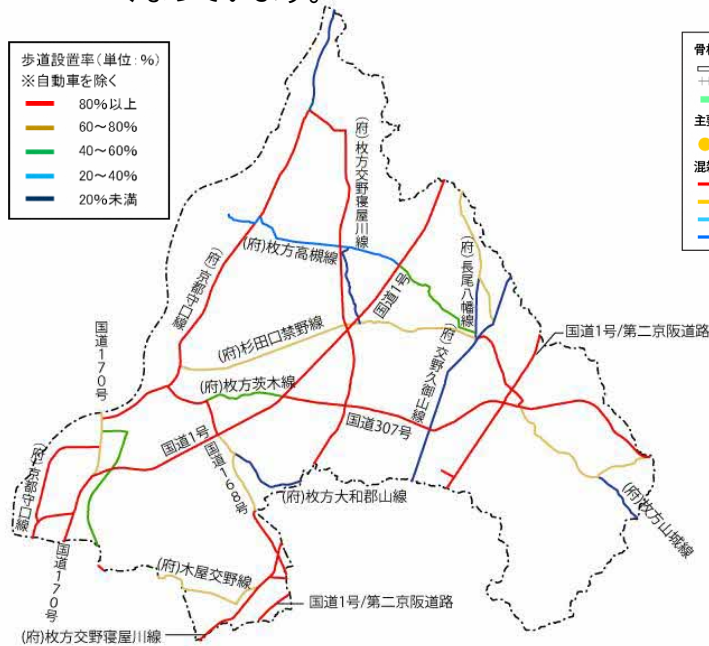 なっています。
歩道設置率(単位:%)
※自動車を除く
80%以上
60~80%
40~60%
20~40%
20%未満
(府)枚方交野寝屋川線
(府)枚方高槻線
(府)京都守口線
国道1号
(府)長尾八幡線
国道1号/第二京阪道路
(府)杉田口禁野線
国道170号
(府)交野久御山線
(府)枚方茨木線
国道307号
国道1号
国道168号
(府)京都守口線
(府)枚方大和郡山線
(府)枚方山城線
国道170号
(府)木屋交野線
国道1号/第二京阪道路
(府)枚方交野寝屋川線
主要